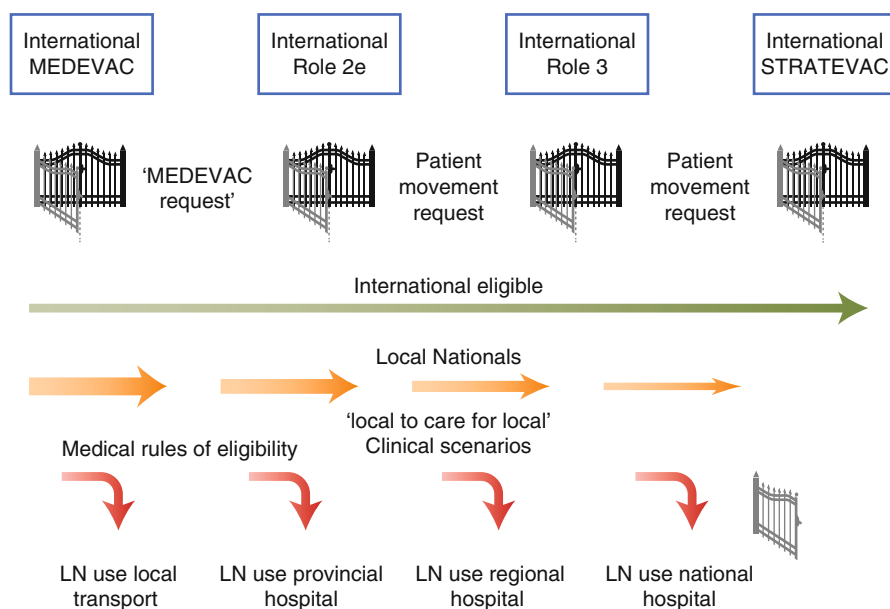 International
MEDEVAC
International
Role 2e
International
Role 3
International
STRATEVAC
‘MEDEVAC
request’
Patient
movement
request
Patient
movement
request
International eligible
Local Nationals
‘local to care for local’
Clinical scenarios
Medical rules of eligibility
LN use local
transport
LN use provincial
hospital
LN use regional
hospital
LN use national
hospital